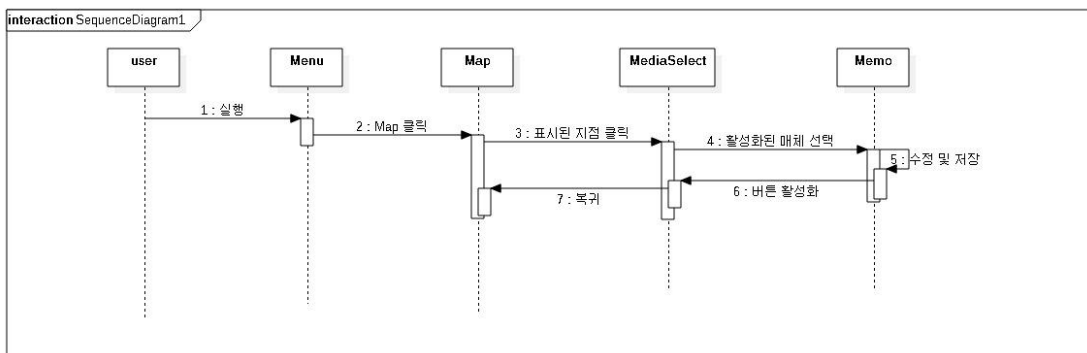 interaction SequenceDiagram1
user
Menu
Map
MediaSelect
Memo
1 : 실행
2 : Map 클릭
3 : 표시된 지점 클릭
4 : 활성화된 매체 선택
5 : 수정 및 저장
6 : 버튼 활성화
7 : 복귀